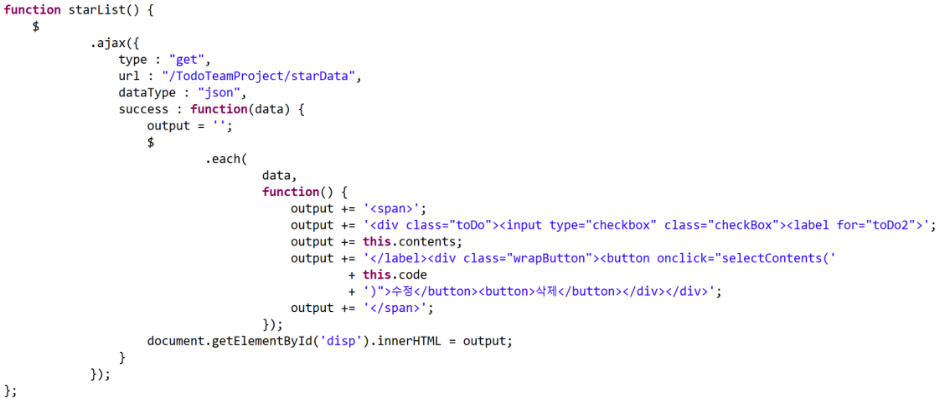 function starList() {
    $
            .ajax({
                type : "get",
                url : "/TodoTeamProject/starData",
                dataType : "json",
                success : function(data) {
                    output = '';
                    $
                            .each(
                                    data,
                                    function() {
                                        output += '<span>';
                                        output += '<div class="toDo"><input type="checkbox" class="checkBox"><label for="toDo2">';
                                        output += this.contents;
                                        output += '</label><div class="wrapButton"><button onclick="selectContents('
                                                + this.code
                                                + ')">수정</button><button>삭제</button></div></div>';
                                        output += '</span>';
                                    });
                    document.getElementById('disp').innerHTML = output;
                }
            });
};